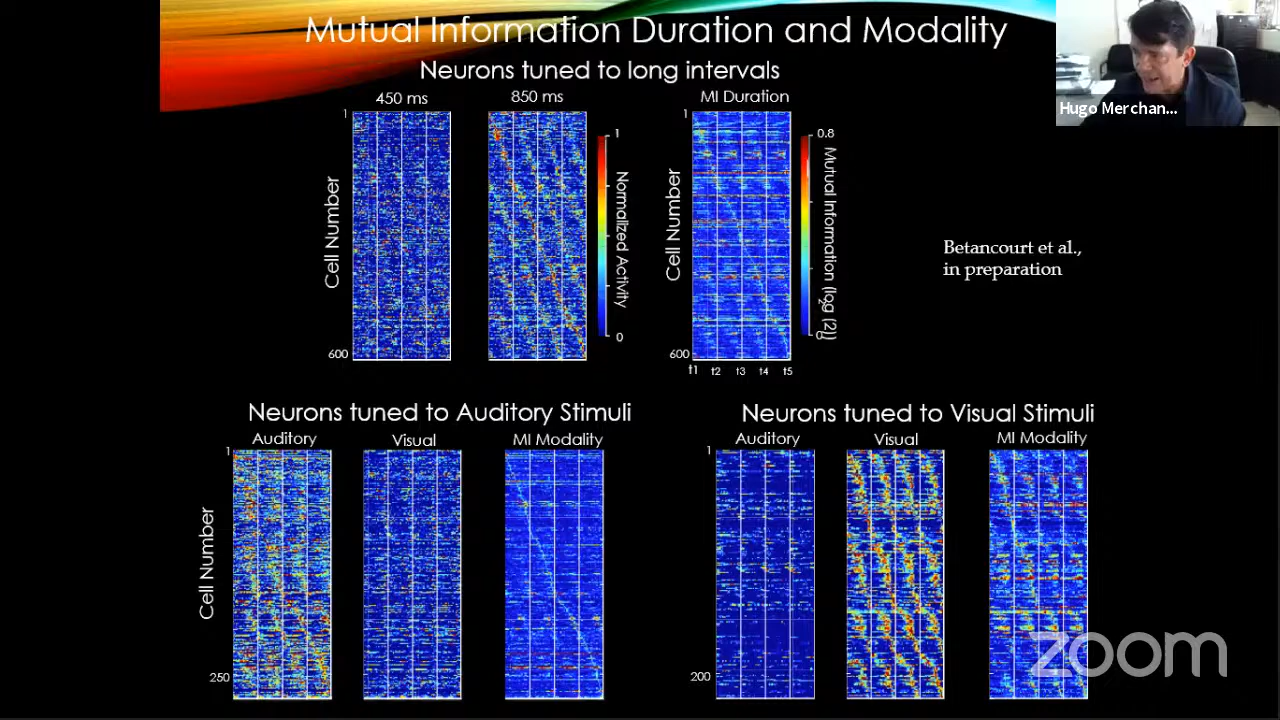 Mutual Information Duration and Modality
Neurons tuned to long intervals
450 ms
850 ms
MI Duration
Hugo Merchan...
1
600
Cell Number
1
0
Normalized Activity
1
600
Cell Number
t1 t2 t3 t4 t5
0.8
0
Mutual Information (log (2))
Betancourt et al.,
in preparation
Neurons tuned to Auditory Stimuli
Auditory
Visual
MI Modality
1
250
Cell Number
Neurons tuned to Visual Stimuli
Auditory
Visual
MI Modality
1
200
zoom